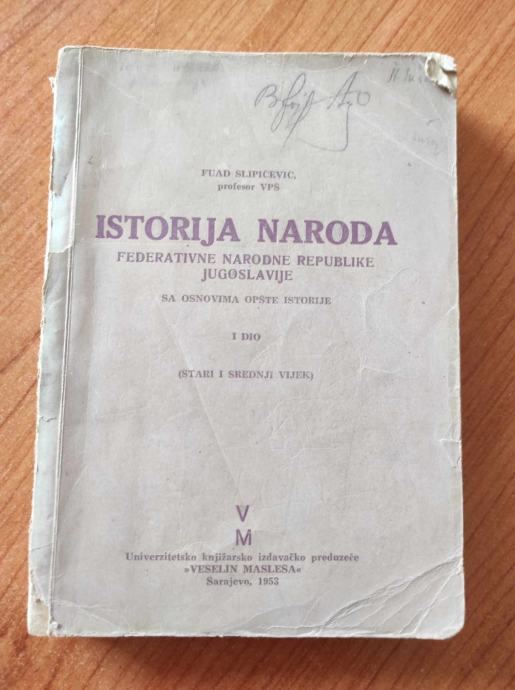 FUAD SLIPIČEVIĆ,
profesor VPŠ
ISTORIJA NARODA
FEDERATIVNE NARODNE REPUBLIKE
JUGOSLAVIJE
SA OSNOVIMA OPŠTE ISTORIJE
I DIO
(STARI I SREDNJI VIJEK)
V
M
Univerzitetsko knjižarsko izdavačko preduzeće
»VESELIN MASLEŠA«
Sarajevo, 1953